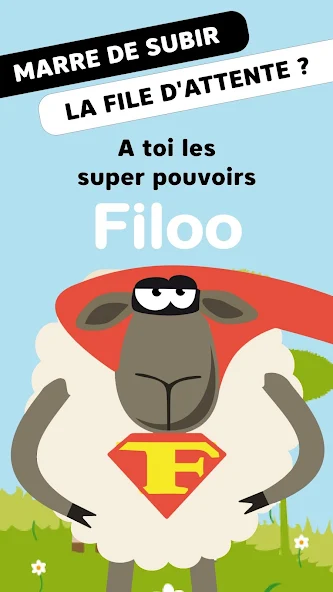 MARRE DE SUBIR
LA FILE D'ATTENTE ?
A toi les
super pouvoirs
Filoo
F